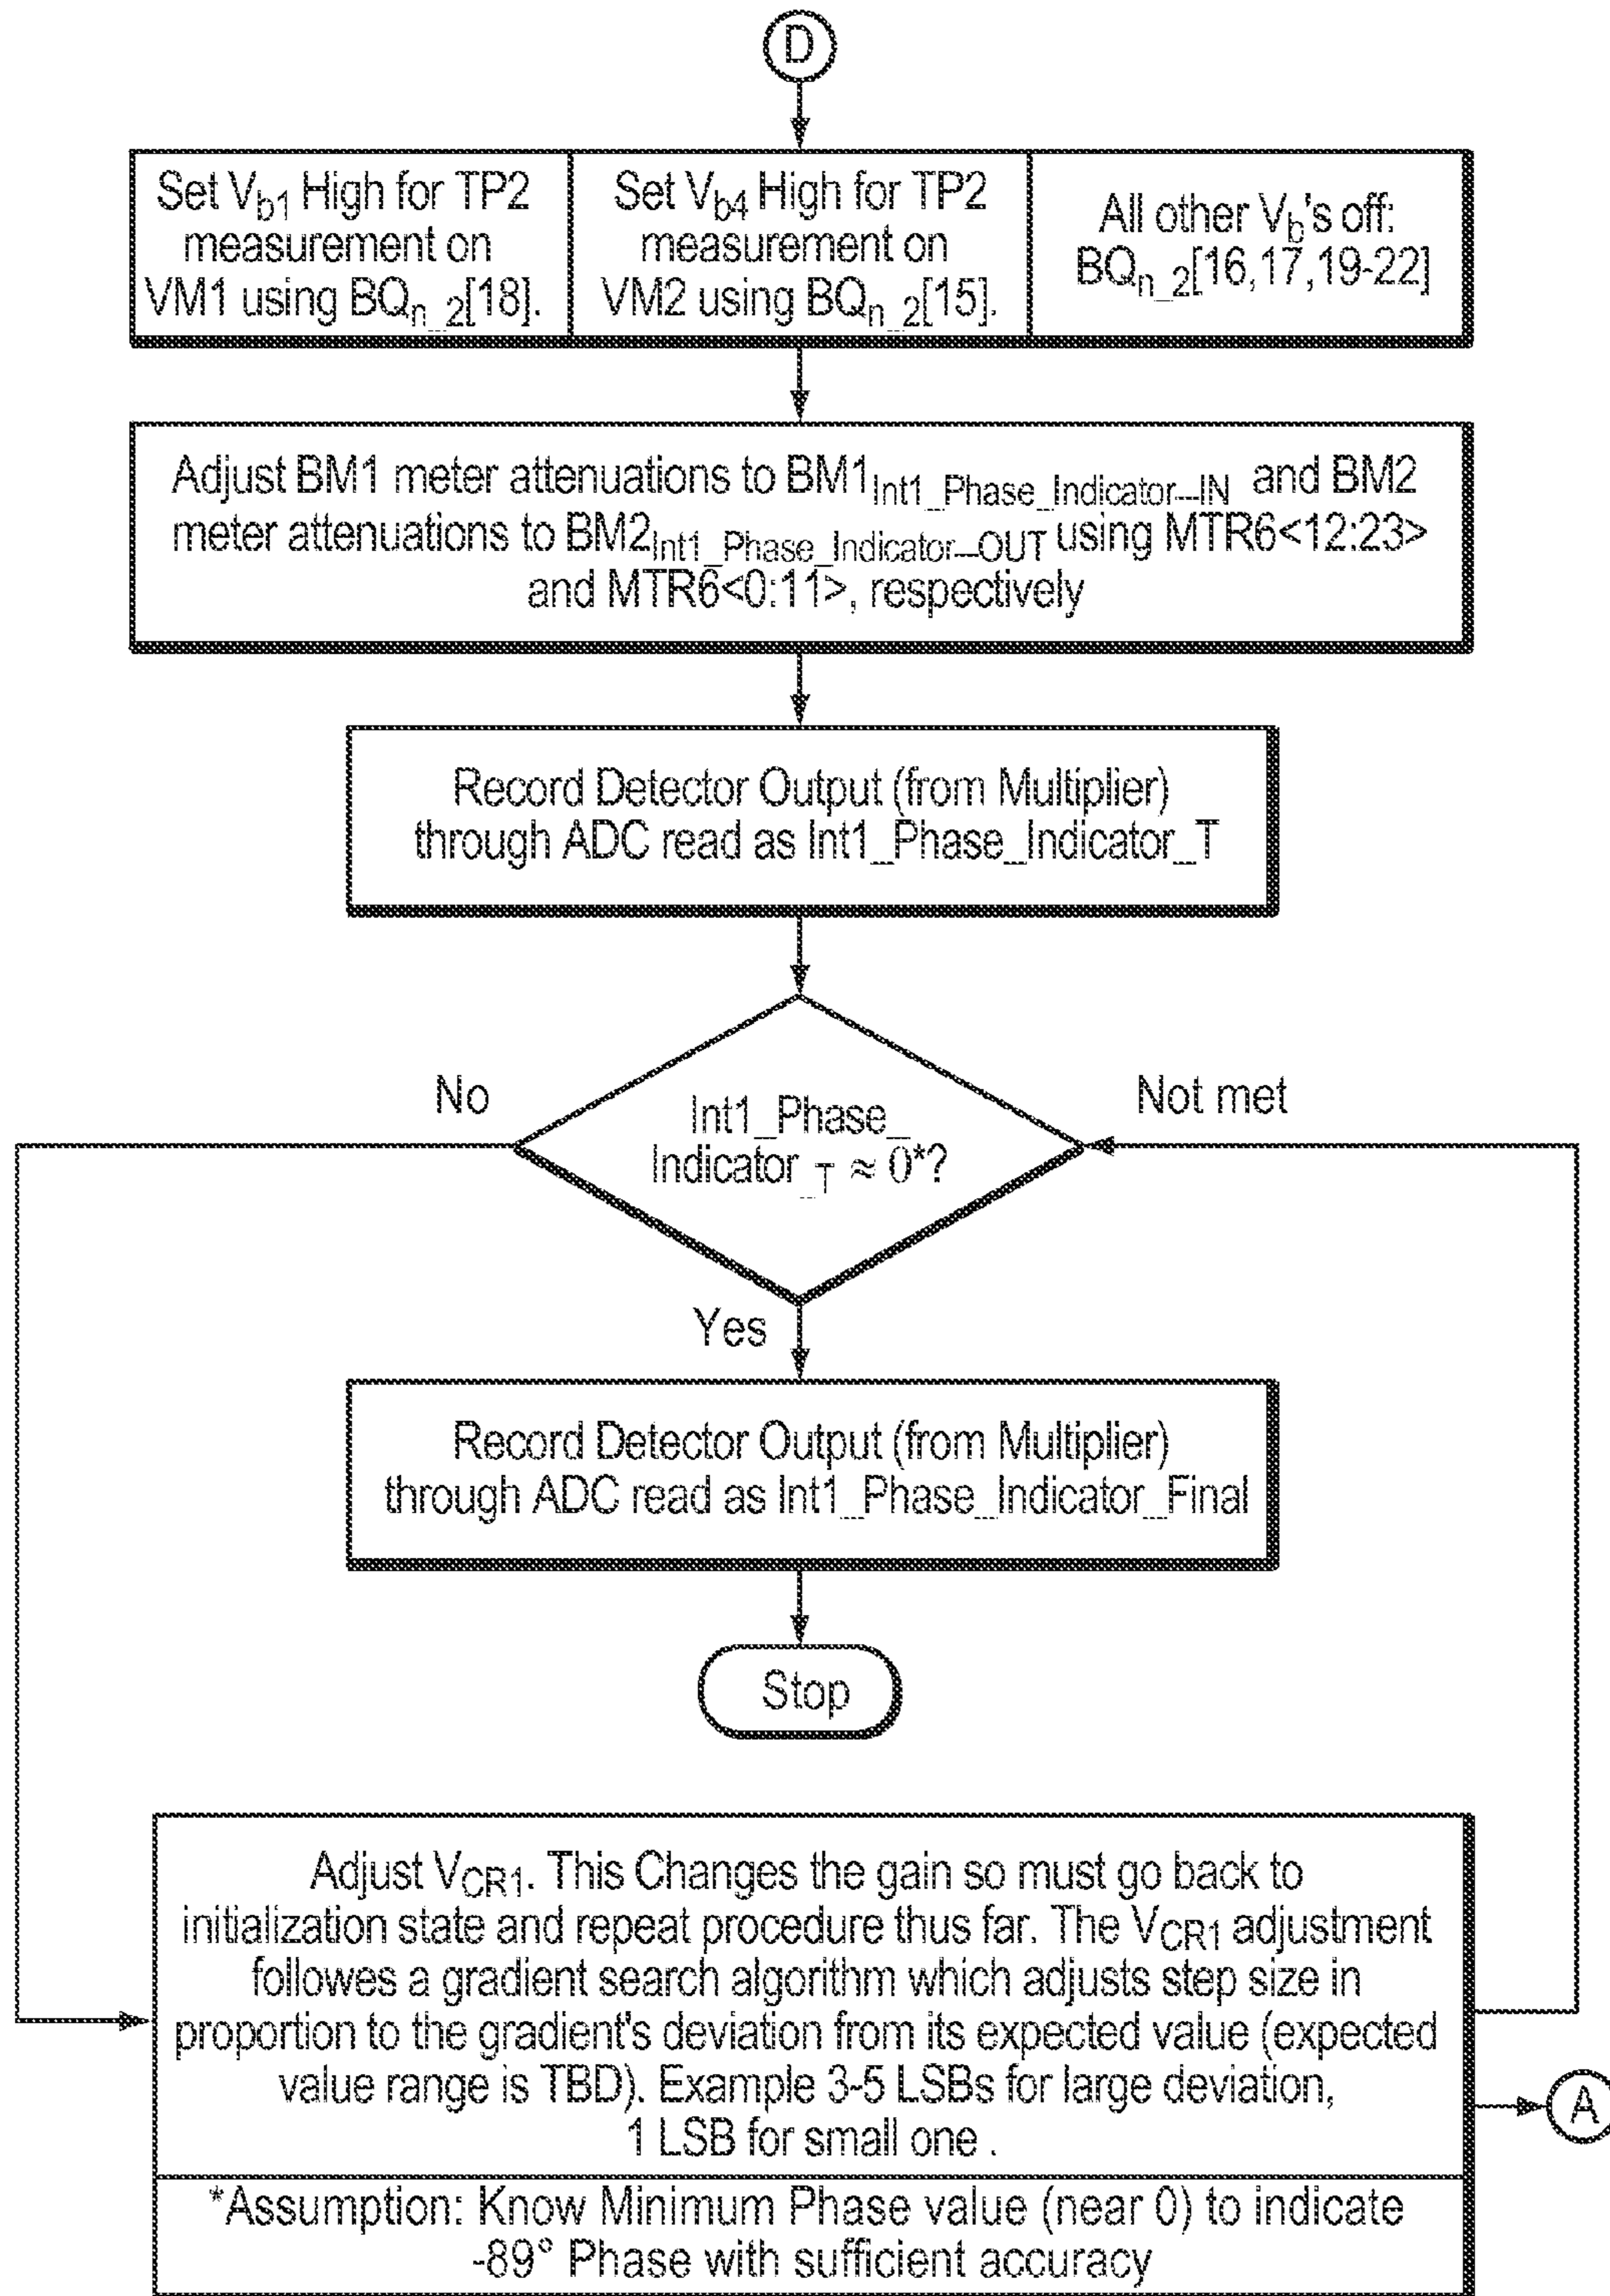 D
Set Vb1 High for TP2
measurement on
VM1 using BQn_2[18].
Set Vb4 High for TP2
measurement on
VM2 using BQn_2[15].
All other Vb's off:
BQn_2[16,17,19-22]
Adjust BM1 meter attenuations to BM1Int1_Phase_Indicator---IN and BM2
meter attenuations to BM2Int1_Phase_Indicator---OUT using MTR6<12:23>
and MTR6<0:11>, respectively
Record Detector Output (from Multiplier)
through ADC read as Int1_Phase_Indicator_T
No
Int1_Phase_
Indicator_T ≈ 0*?
Not met
Yes
Record Detector Output (from Multiplier)
through ADC read as Int1_Phase_Indicator_Final
Stop
Adjust VCR1. This Changes the gain so must go back to
initialization state and repeat procedure thus far. The VCR1 adjustment
followes a gradient search algorithm which adjusts step size in
proportion to the gradient's deviation from its expected value (expected
value range is TBD). Example 3-5 LSBs for large deviation,
1 LSB for small one .
A
*Assumption: Know Minimum Phase value (near 0) to indicate
-89° Phase with sufficient accuracy